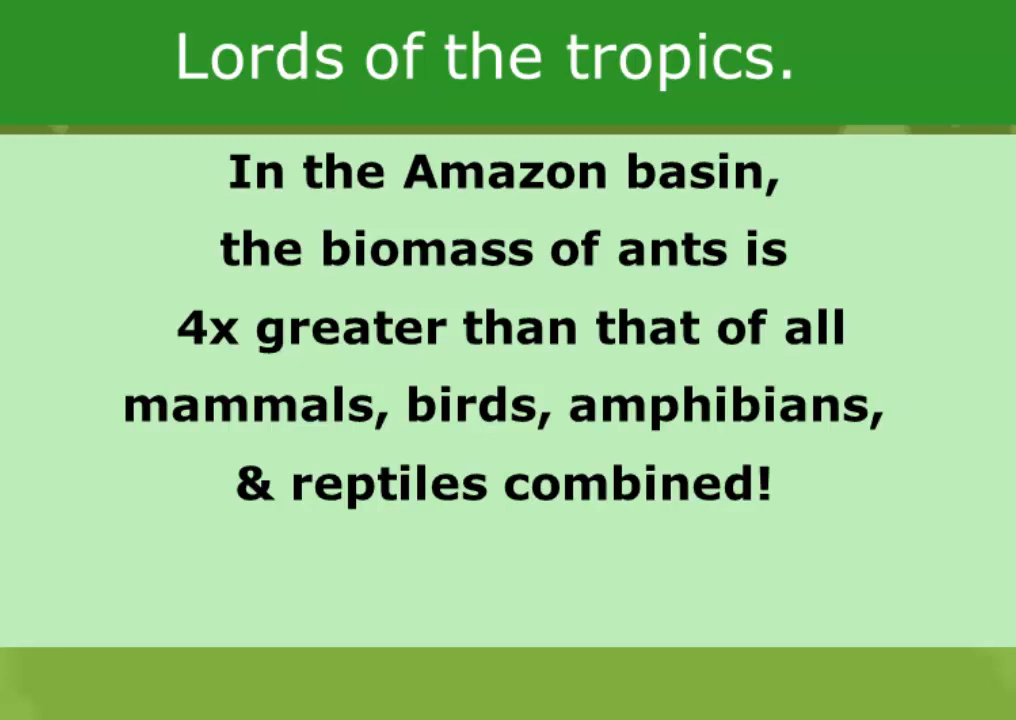 Lords of the tropics.
In the Amazon basin,
the biomass of ants is
4x greater than that of all
mammals, birds, amphibians,
& reptiles combined!